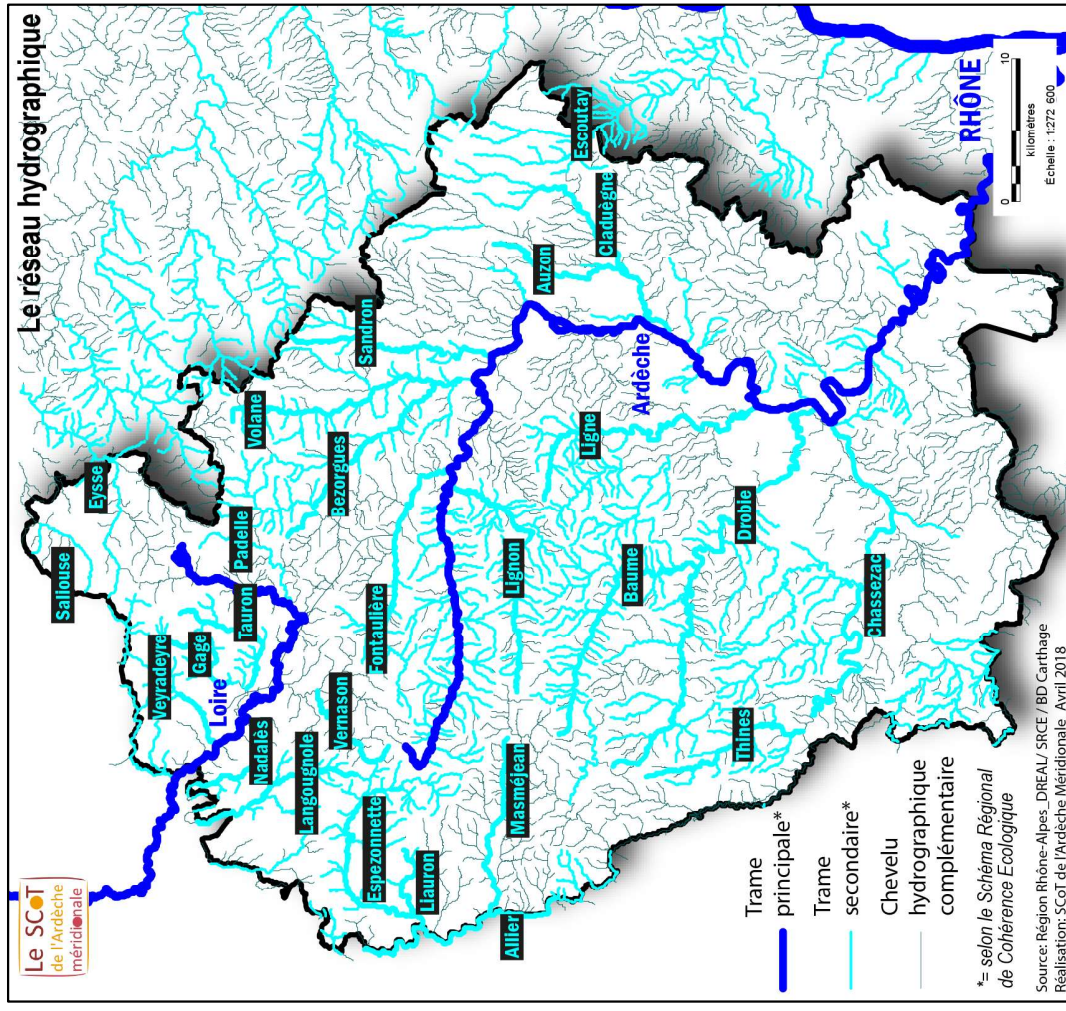 Le réseau hydrographique
Le SCoT
de l'Ardèche
méridionale
Saliouse
Eysse
Veyradeyre
Gage
Padelle
Tauron
Loire
Volane
Nadalès
Langougnole
Vernason
Bezorgues
Sandron
Fontaulière
Espezonnette
Liauron
Allier
Masméjean
Lignon
Auzon
Escoutay
Claduègne
Ligne
Ardèche
Baume
Drobie
Thines
Chassezac
RHÔNE
0
10
kilomètres
Échelle : 1:272 600
Trame
principale*
Trame
secondaire*
Chevelu
hydrographique
complémentaire
*= selon le Schéma Régional
de Cohérence Ecologique
Source: Région Rhône-Alpes_DREAL/ SRCE / BD Carthage
Réalisation: SCoT de l'Ardèche Méridionale Avril 2018